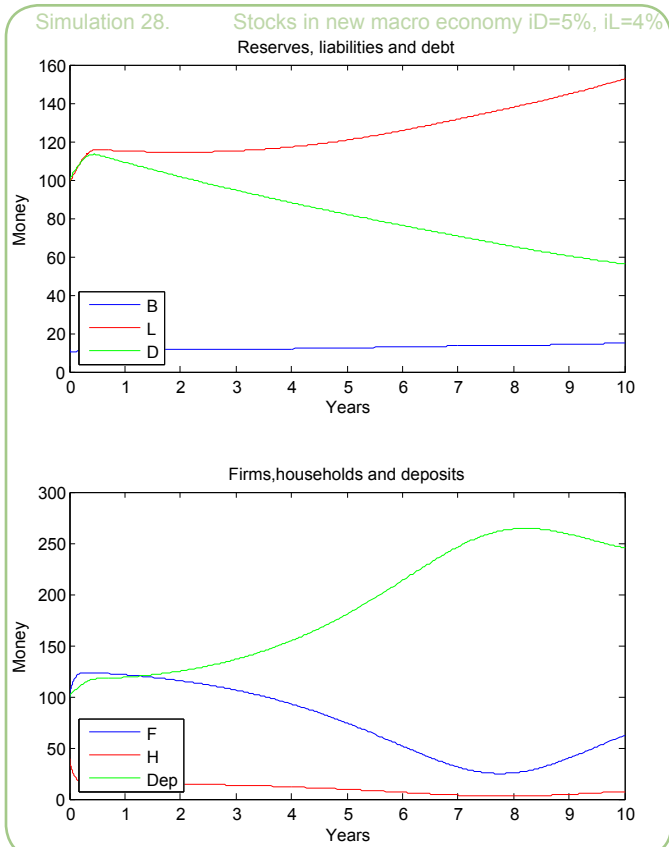 Simulation 28. Stocks in new macro economy iD=5%, iL=4%
Reserves, liabilities and debt
160
140
120
100
80
60
40
20
0
Money
B
L
D
0 1 2 3 4 5 6 7 8 9 10
Years
Firms,households and deposits
300
250
200
150
100
50
0
Money
F
H
Dep
0 1 2 3 4 5 6 7 8 9 10
Years